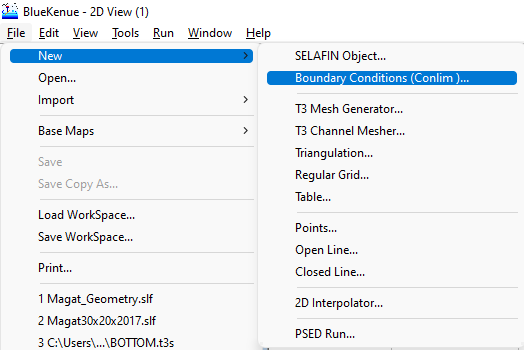 BlueKenue - 2D View (1)
File Edit View Tools Run Window Help
New
Open...
Import
Base Maps
Save
Save Copy As...
Load WorkSpace...
Save WorkSpace...
Print...
1 Magat_Geometry.slf
2 Magat30x20x2017.slf
3 C:\Users\...\BOTTOM.t3s
SELAFIN Object...
Boundary Conditions (Conlim )...
T3 Mesh Generator...
T3 Channel Mesher...
Triangulation...
Regular Grid...
Table...
Points...
Open Line...
Closed Line...
2D Interpolator...
PSED Run...